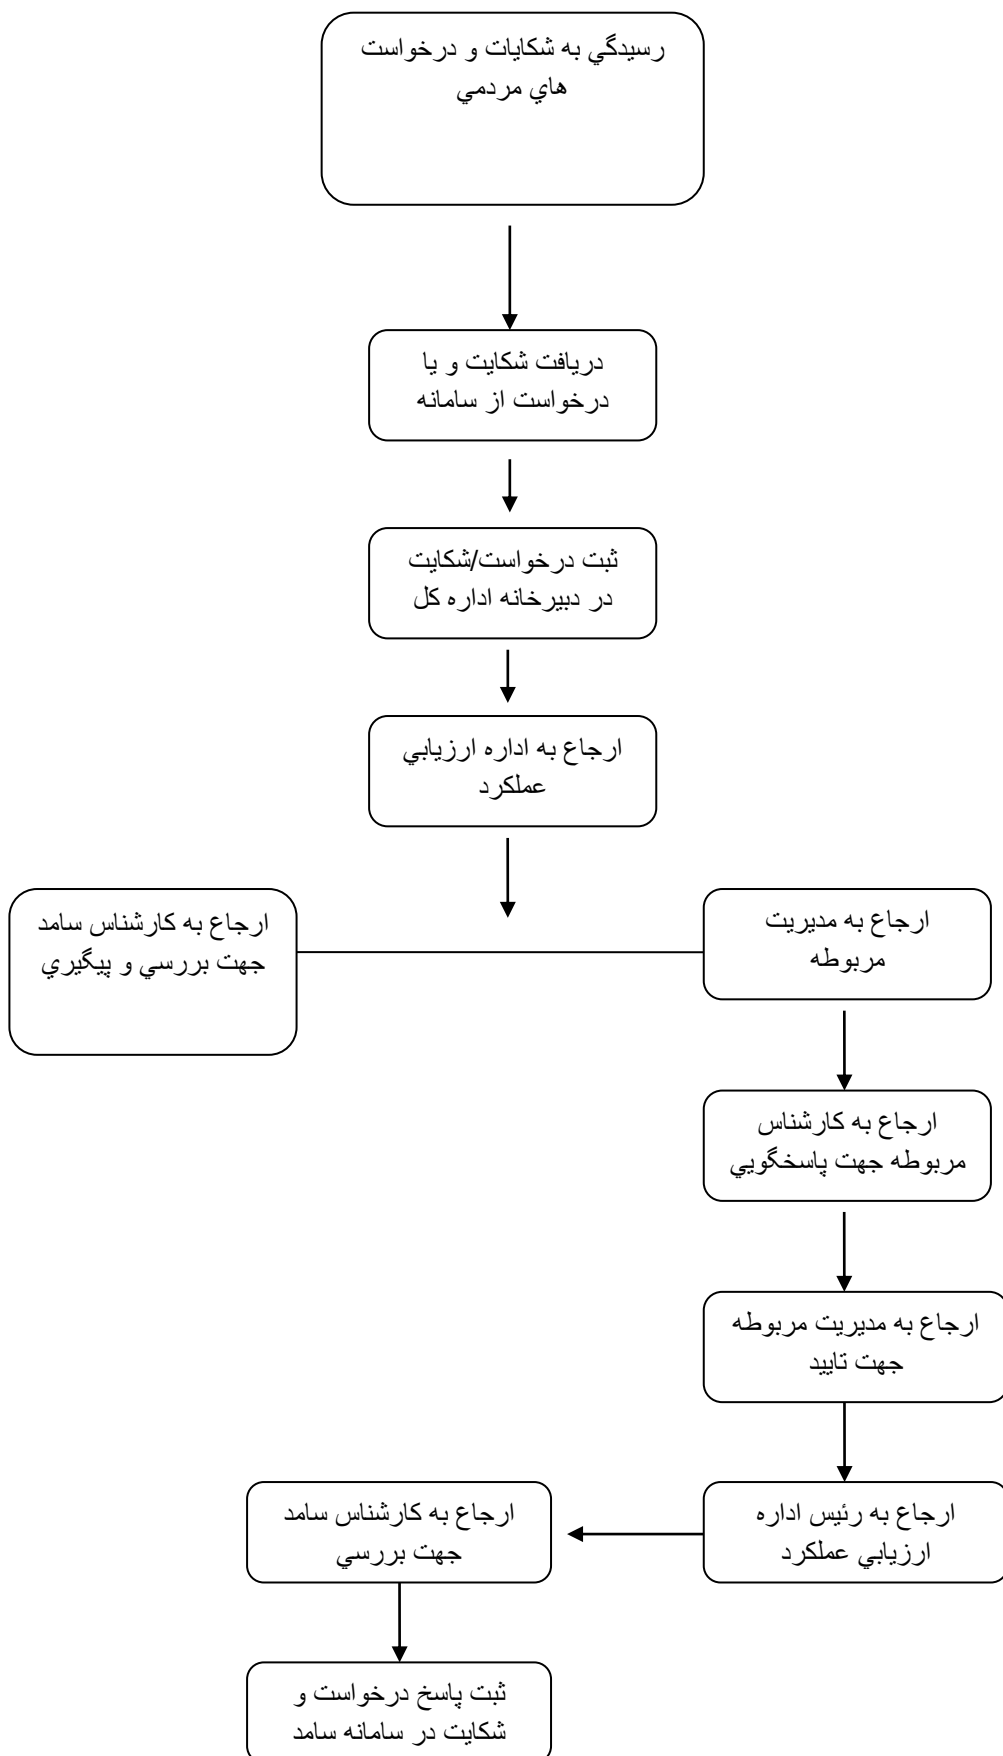 رسيدگي به شكايات و درخواست
هاي مردمي
دريافت شكايت و يا
درخواست از سامانه
ثبت درخواست/شكايت
در دبيرخانه اداره كل
ارجاع به اداره ارزيابي
عملكرد
ارجاع به مديريت
مربوطه
ارجاع به كارشناس سامد
جهت بررسي و پيگيري
ارجاع به كارشناس
مربوطه جهت پاسخگويي
ارجاع به مديريت مربوطه
جهت تاييد
ارجاع به رئيس اداره
ارزيابي عملكرد
ارجاع به كارشناس سامد
جهت بررسي
ثبت پاسخ درخواست و
شكايت در سامانه سامد